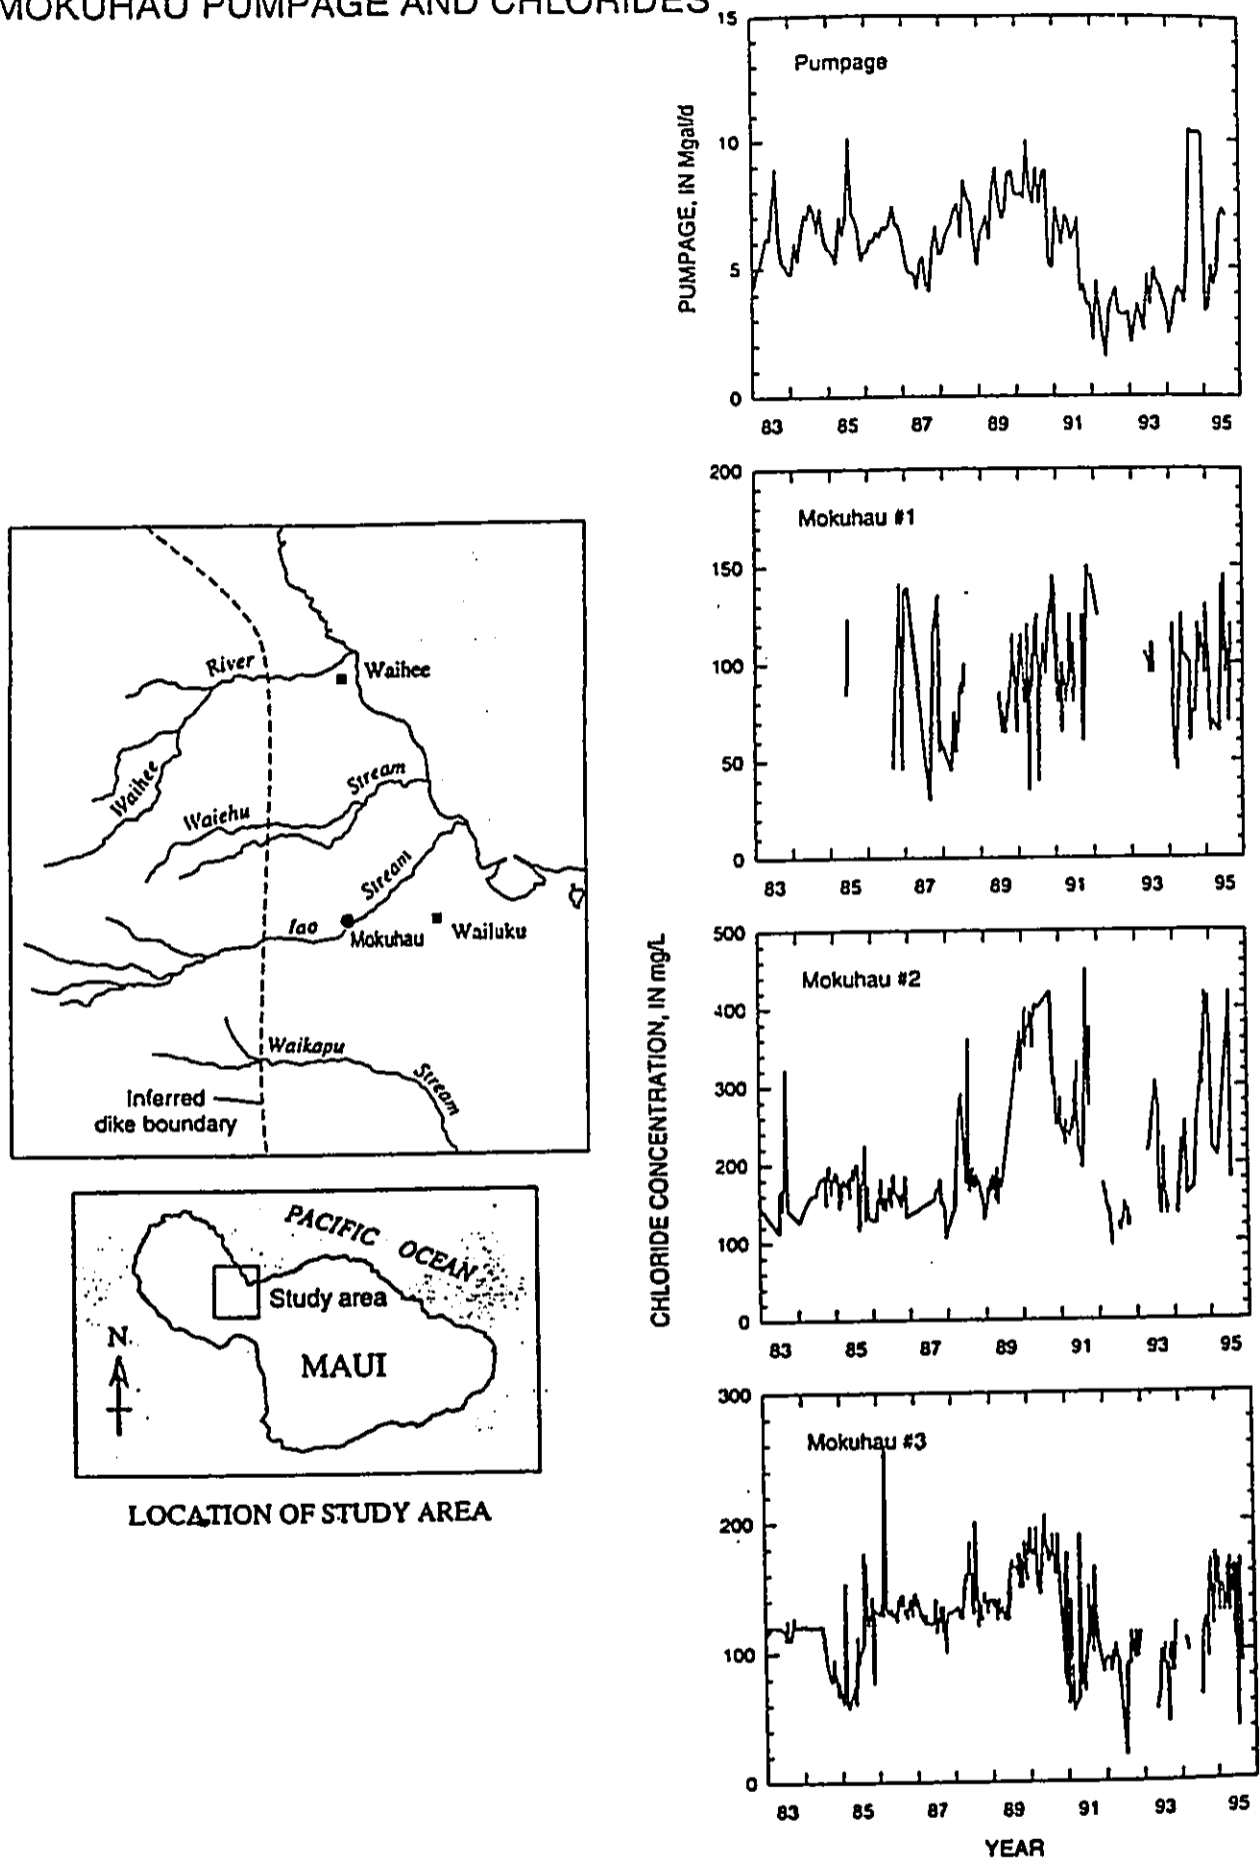 MOKUHAU PUMPAGE AND CHLORIDES
15
Pumpage
10
5
0
PUMPAGE, IN Mgal/d
83 85 87 89 91 93 95
200
Mokuhau #1
150
100
50
0
83 85 87 89 91 93 95
River
Waihee
Waihee
Stream
Waiehu
Stream
Iao
Mokuhau
Wailuku
Waikapu
Stream
Inferred
dike boundary
CHLORIDE CONCENTRATION, IN mg/L
500
Mokuhau #2
400
300
200
100
0
83 85 87 89 91 93 95
PACIFIC OCEAN
Study area
N
MAUI
LOCATION OF STUDY AREA
300
Mokuhau #3
200
100
0
83 85 87 89 91 93 95
YEAR